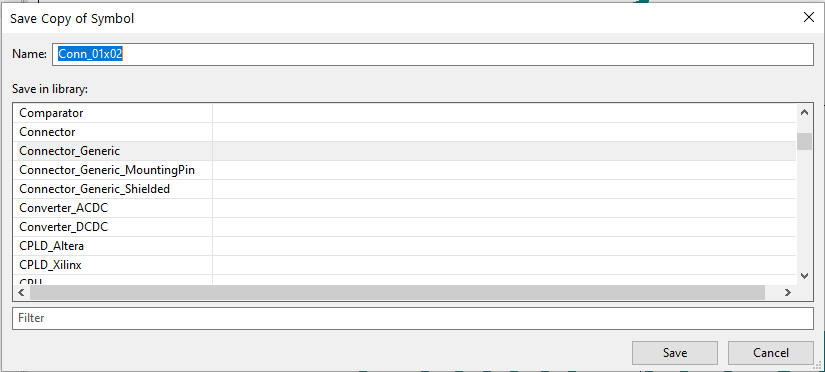 Save Copy of Symbol
Name: Conn_01x02
Save in library:
Comparator
Connector
Connector_Generic
Connector_Generic_MountingPin
Connector_Generic_Shielded
Converter_ACDC
Converter_DCDC
CPLD_Altera
CPLD_Xilinx
Filter
Save Cancel